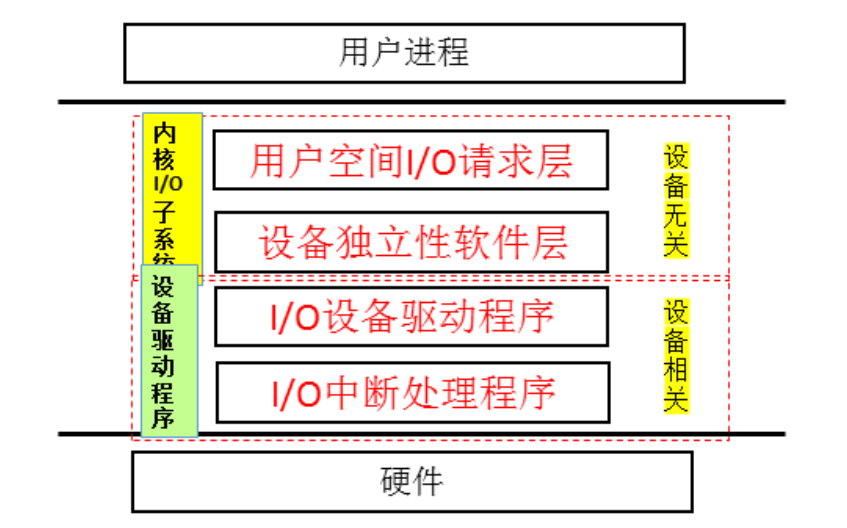 用户进程
内核I/O子系统
用户空间I/O请求层
设备无关
设备独立性软件层
设备驱动程序
I/O设备驱动程序
设备相关
I/O中断处理程序
硬件